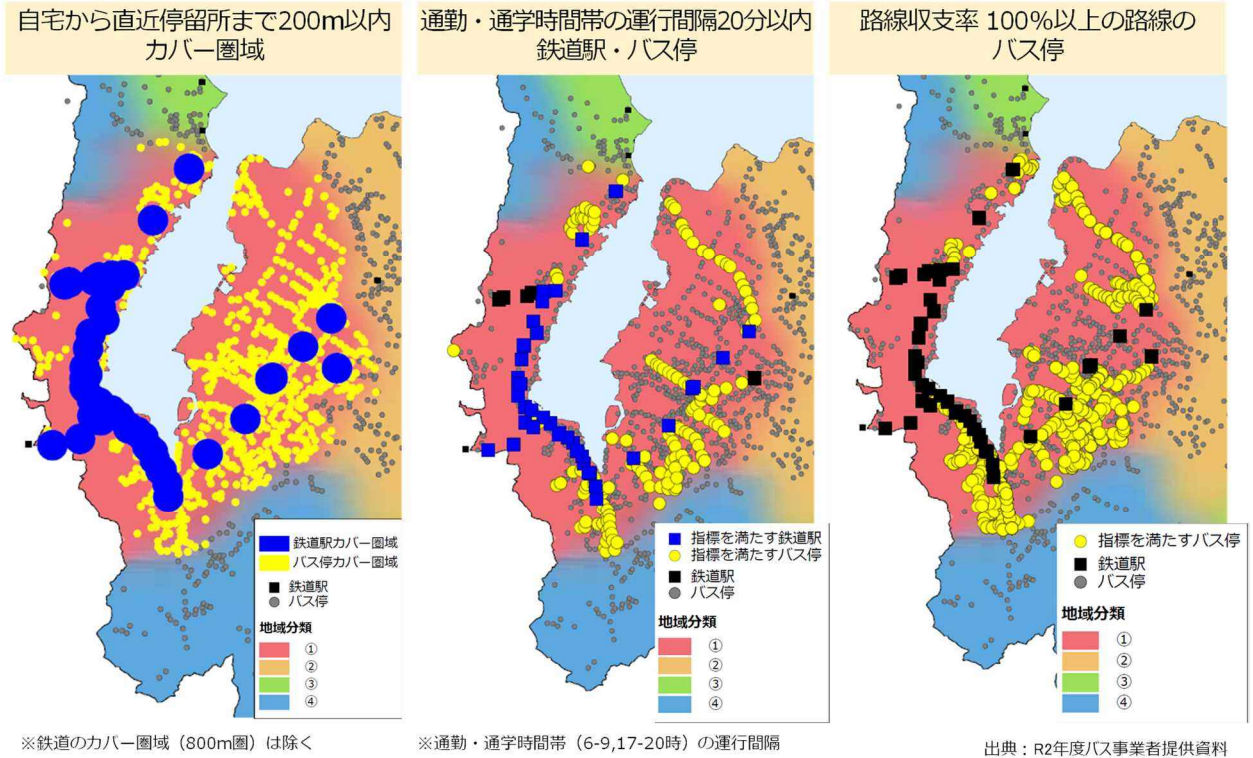 自宅から直近停留所まで200m以内
カバー圏域
鉄道駅カバー圏域
バス停カバー圏域
鉄道駅
バス停
地域分類
①
②
③
④
※鉄道のカバー圏域（800m圏）は除く
通勤・通学時間帯の運行間隔20分以内
鉄道駅・バス停
指標を満たす鉄道駅
指標を満たすバス停
鉄道駅
バス停
地域分類
①
②
③
④
※通勤・通学時間帯（6-9,17-20時）の運行間隔
路線収支率 100％以上の路線の
バス停
指標を満たすバス停
鉄道駅
バス停
地域分類
①
②
③
④
出典：R2年度バス事業者提供資料